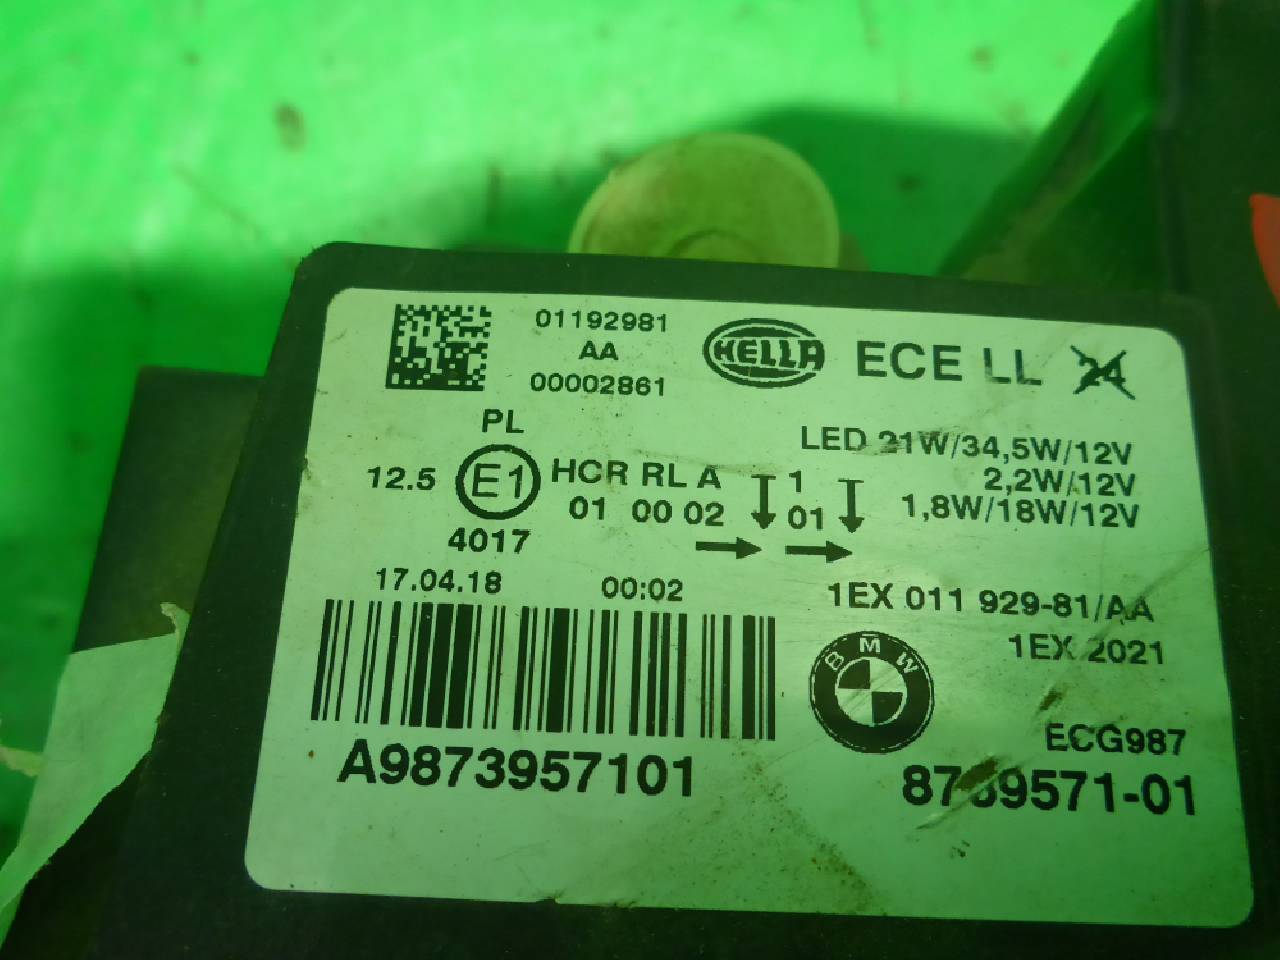 01192981
AA
00002861
HELLA
ECE LL
24
PL
LED 21W/34,5W/12V
12.5 E1 HCR RL A 1
2,2W/12V
01 00 02 01
1,8W/18W/12V
4017
17.04.18 00:02
1EX 011 929-81/AA
1EX 2021
BMW
ECG987
A9873957101